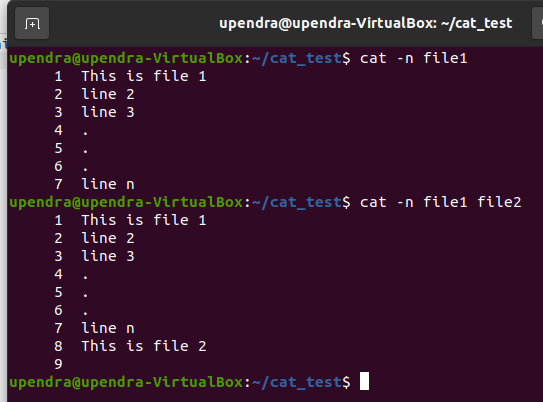 upendra@upendra-VirtualBox: ~/cat_test
upendra@upendra-VirtualBox:~/cat_test$ cat -n file1
     1  This is file 1
     2  line 2
     3  line 3
     4  .
     5  .
     6  .
     7  line n
upendra@upendra-VirtualBox:~/cat_test$ cat -n file1 file2
     1  This is file 1
     2  line 2
     3  line 3
     4  .
     5  .
     6  .
     7  line n
     8  This is file 2
     9
upendra@upendra-VirtualBox:~/cat_test$